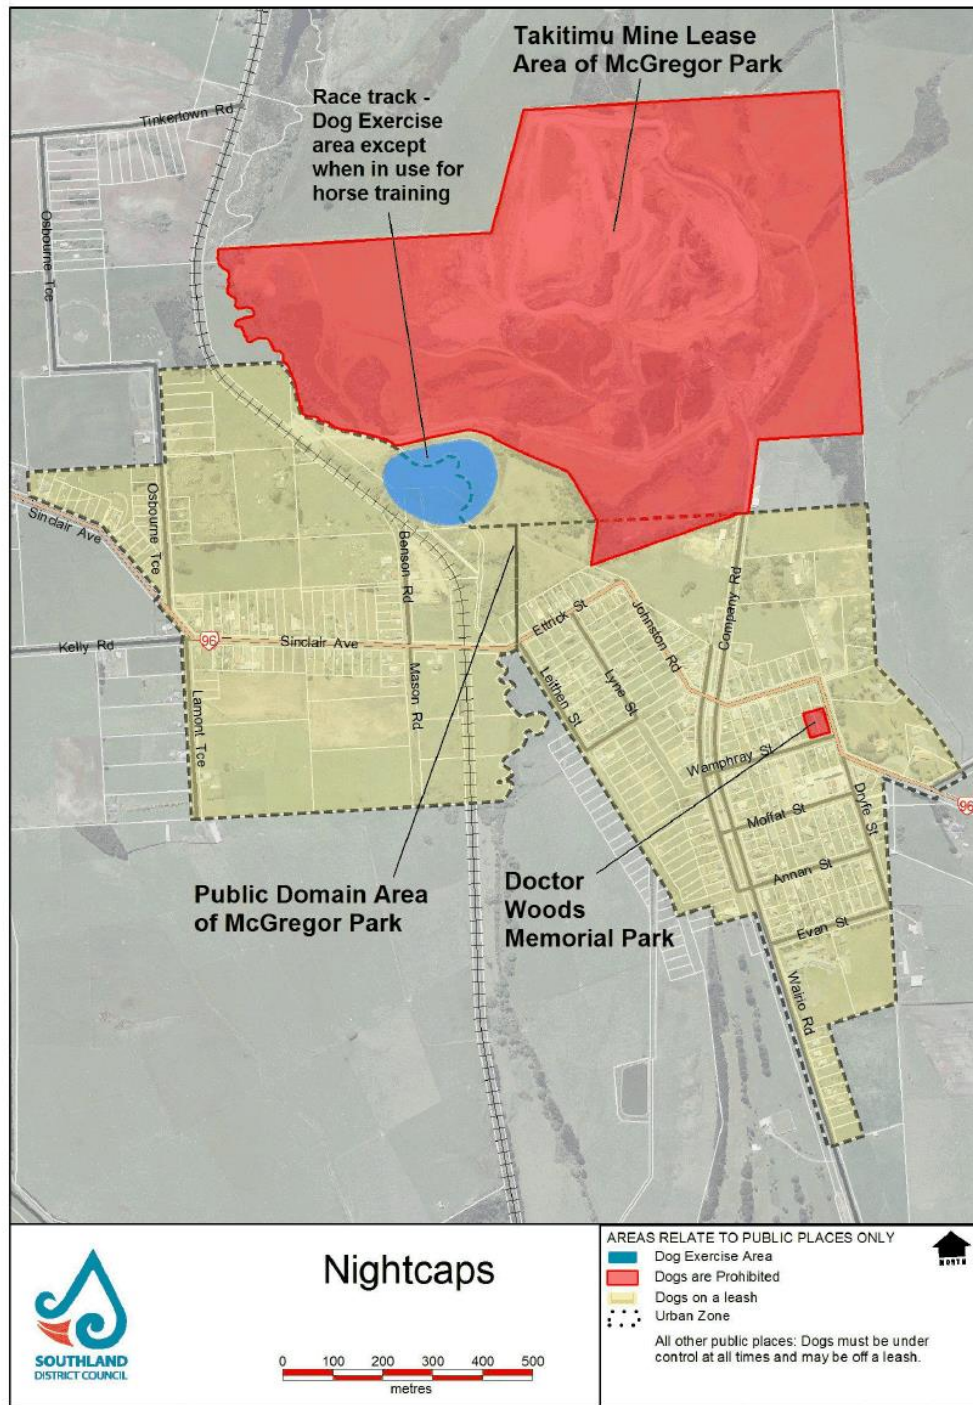 Takitimu Mine Lease
Area of McGregor Park
Race track -
Dog Exercise
area except
when in use for
horse training
Tinkertown Rd
Osbourne Tce
Osbourne Tce
Sinclair Ave
Kelly Rd
96
Sinclair Ave
Benson Rd
Mason Rd
Lamont Tce
Ettrick St
Johnston Rd
Company Rd
Leithen St
Lyne St
Wamphray St
Moffat St
Dryfe St
96
Annan St
Evan St
Wairio Rd
Public Domain Area
of McGregor Park
Doctor
Woods
Memorial Park
SOUTHLAND
DISTRICT COUNCIL
Nightcaps
0 100 200 300 400 500
metres
AREAS RELATE TO PUBLIC PLACES ONLY
Dog Exercise Area
Dogs are Prohibited
Dogs on a leash
Urban Zone
All other public places: Dogs must be under
control at all times and may be off a leash.
NORTH